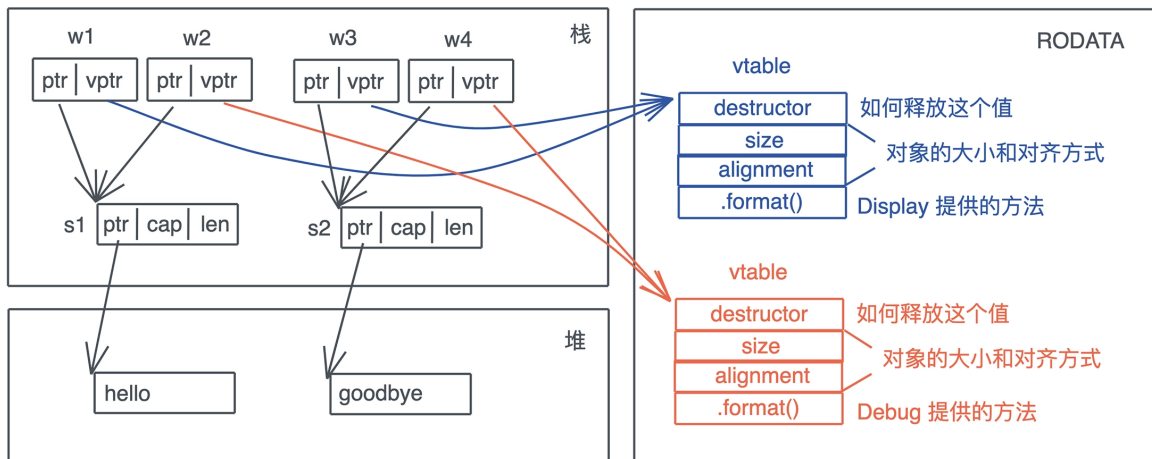 栈
w1 w2 w3 w4
ptr vptr ptr vptr ptr vptr ptr vptr
s1 ptr cap len
s2 ptr cap len
堆
hello
goodbye
RODATA
vtable
destructor 如何释放这个值
size
对象的大小和对齐方式
alignment
.format() Display 提供的方法
vtable
destructor 如何释放这个值
size
对象的大小和对齐方式
alignment
.format() Debug 提供的方法